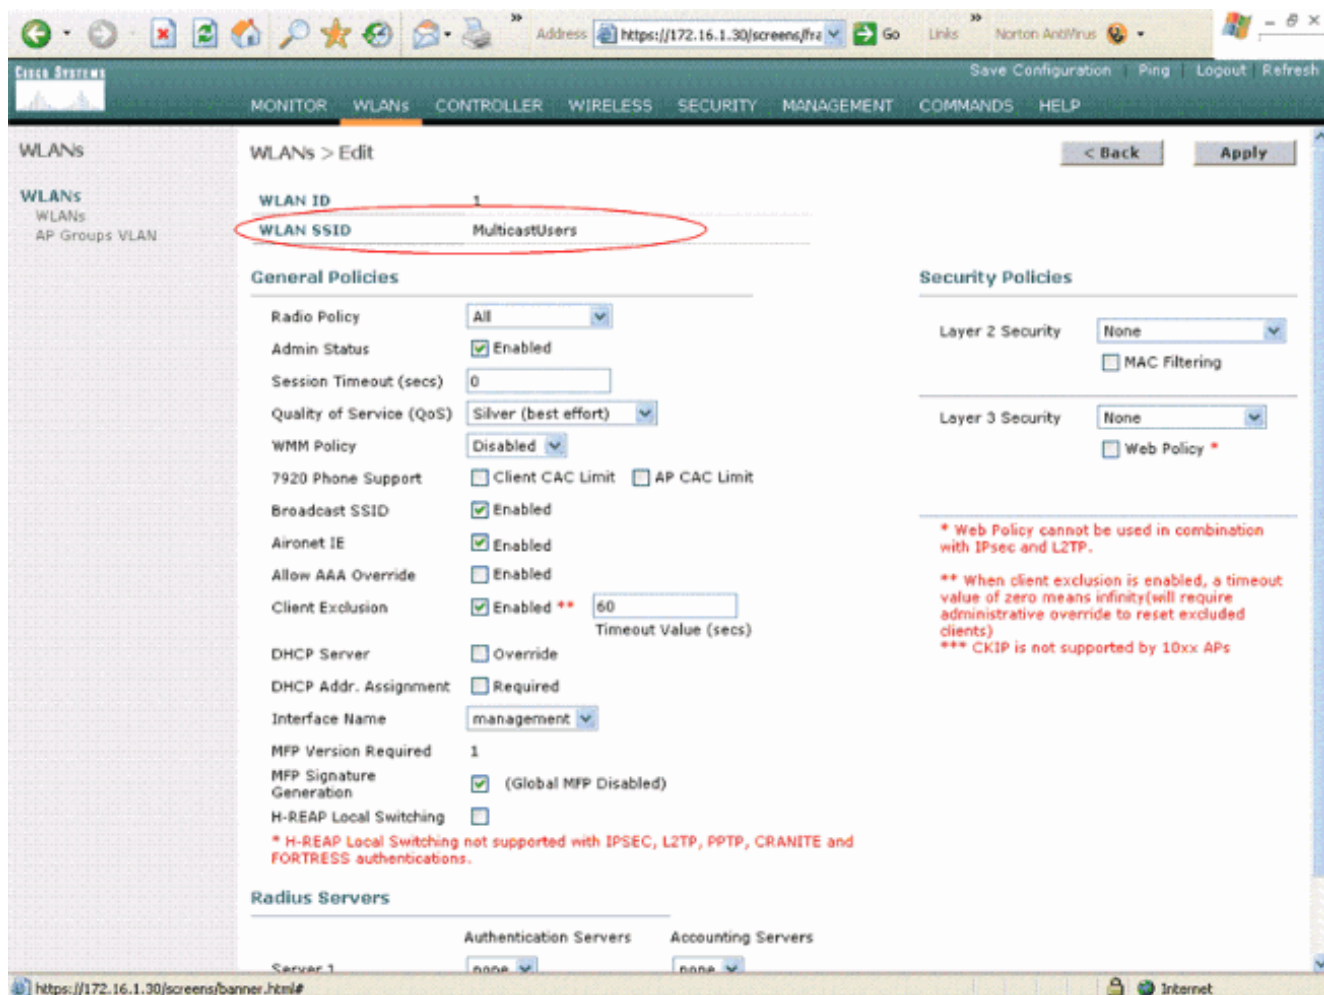 » Address https://172.16.1.30/screens/fra Go Links » Norton AntiVirus
CISCO SYSTEMS
Save Configuration Ping Logout Refresh
MONITOR WLANs CONTROLLER WIRELESS SECURITY MANAGEMENT COMMANDS HELP
WLANs
WLANs
WLANs
AP Groups VLAN
WLANs > Edit
< Back Apply
WLAN ID 1
WLAN SSID MulticastUsers
General Policies
Radio Policy All
Admin Status Enabled
Session Timeout (secs) 0
Quality of Service (QoS) Silver (best effort)
WMM Policy Disabled
7920 Phone Support Client CAC Limit AP CAC Limit
Broadcast SSID Enabled
Aironet IE Enabled
Allow AAA Override Enabled
Client Exclusion Enabled ** 60
Timeout Value (secs)
DHCP Server Override
DHCP Addr. Assignment Required
Interface Name management
MFP Version Required 1
MFP Signature
Generation (Global MFP Disabled)
H-REAP Local Switching
* H-REAP Local Switching not supported with IPSEC, L2TP, PPTP, CRANITE and
FORTRESS authentications.
Security Policies
Layer 2 Security None
MAC Filtering
Layer 3 Security None
Web Policy *
* Web Policy cannot be used in combination
with IPsec and L2TP.
** When client exclusion is enabled, a timeout
value of zero means infinity(will require
administrative override to reset excluded
clients)
*** CKIP is not supported by 10xx APs
Radius Servers
Authentication Servers Accounting Servers
Server 1 none none
https://172.16.1.30/screens/banner.html# Internet